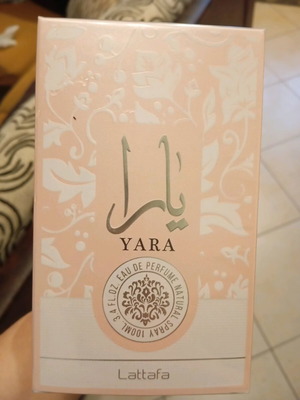 يارا
YARA
3.4 FL.OZ. EAU DE PERFUME NATURAL SPRAY 100ML
Lattafa